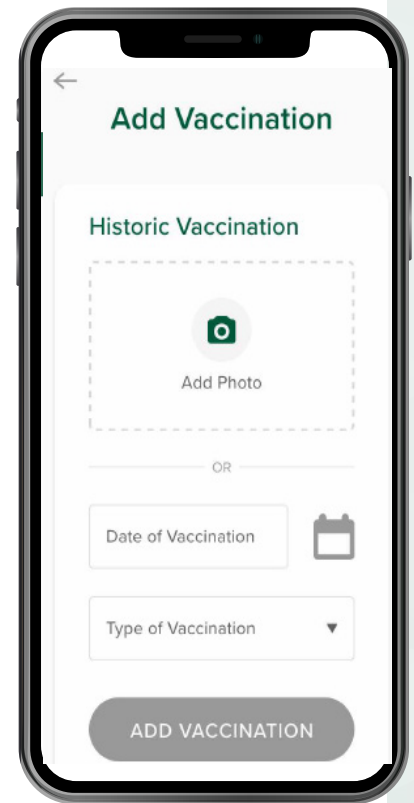 Add Vaccination
Historic Vaccination
Add Photo
OR
Date of Vaccination
Type of Vaccination
ADD VACCINATION